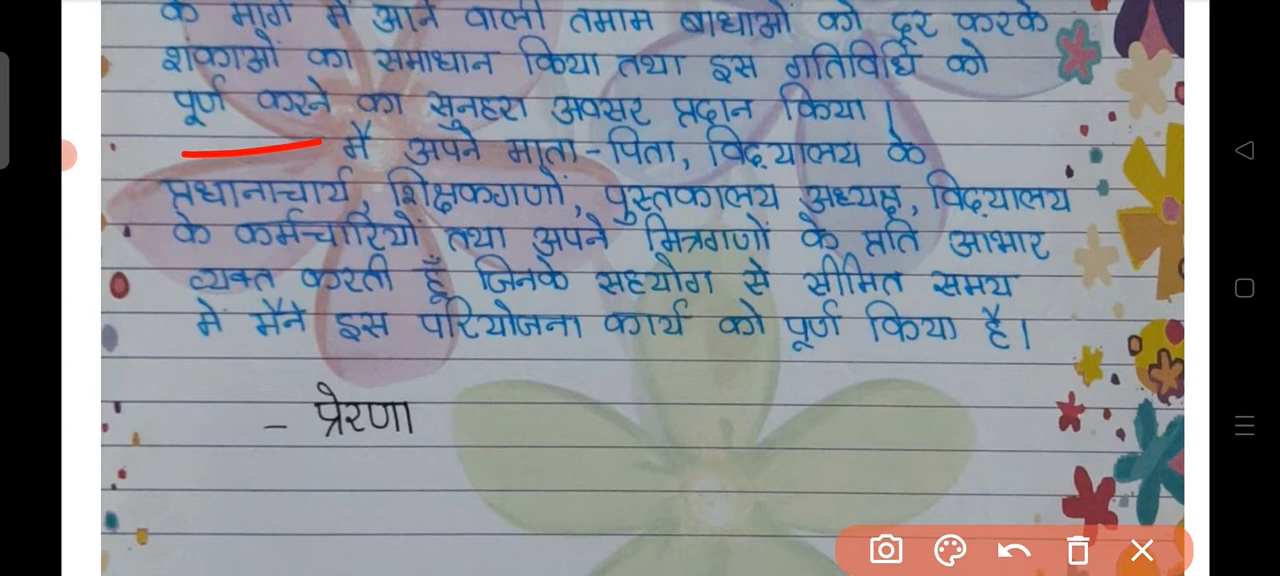 के मार्ग में आने वाली तमाम बाधाओं को दूर करके
शंकाओं का समाधान किया तथा इस गतिविधि को
पूर्ण करने का सुनहरा अवसर प्रदान किया।
मैं अपने माता-पिता, विद्यालय के
प्रधानाचार्य, शिक्षकगणों, पुस्तकालय अध्यक्ष, विद्यालय
के कर्मचारियों तथा अपने मित्रगणों के प्रति आभार
व्यक्त करती हूँ जिनके सहयोग से सीमित समय
में मैंने इस परियोजना कार्य को पूर्ण किया है।
- प्रेरणा